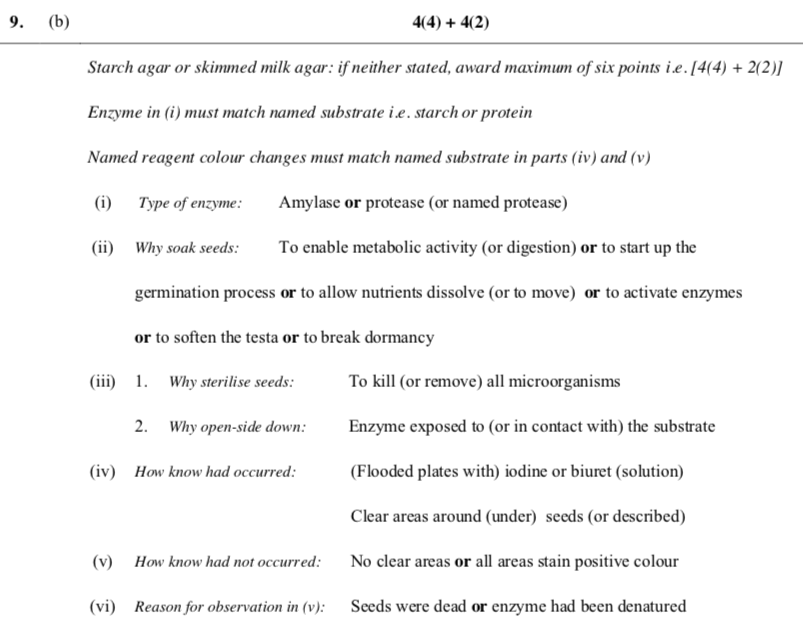 9. (b) 4(4) + 4(2)
Starch agar or skimmed milk agar: if neither stated, award maximum of six points i.e. [4(4) + 2(2)]
Enzyme in (i) must match named substrate i.e. starch or protein
Named reagent colour changes must match named substrate in parts (iv) and (v)
(i) Type of enzyme: Amylase or protease (or named protease)
(ii) Why soak seeds: To enable metabolic activity (or digestion) or to start up the
germination process or to allow nutrients dissolve (or to move) or to activate enzymes
or to soften the testa or to break dormancy
(iii) 1. Why sterilise seeds: To kill (or remove) all microorganisms
2. Why open-side down: Enzyme exposed to (or in contact with) the substrate
(iv) How know had occurred: (Flooded plates with) iodine or biuret (solution)
Clear areas around (under) seeds (or described)
(v) How know had not occurred: No clear areas or all areas stain positive colour
(vi) Reason for observation in (v): Seeds were dead or enzyme had been denatured